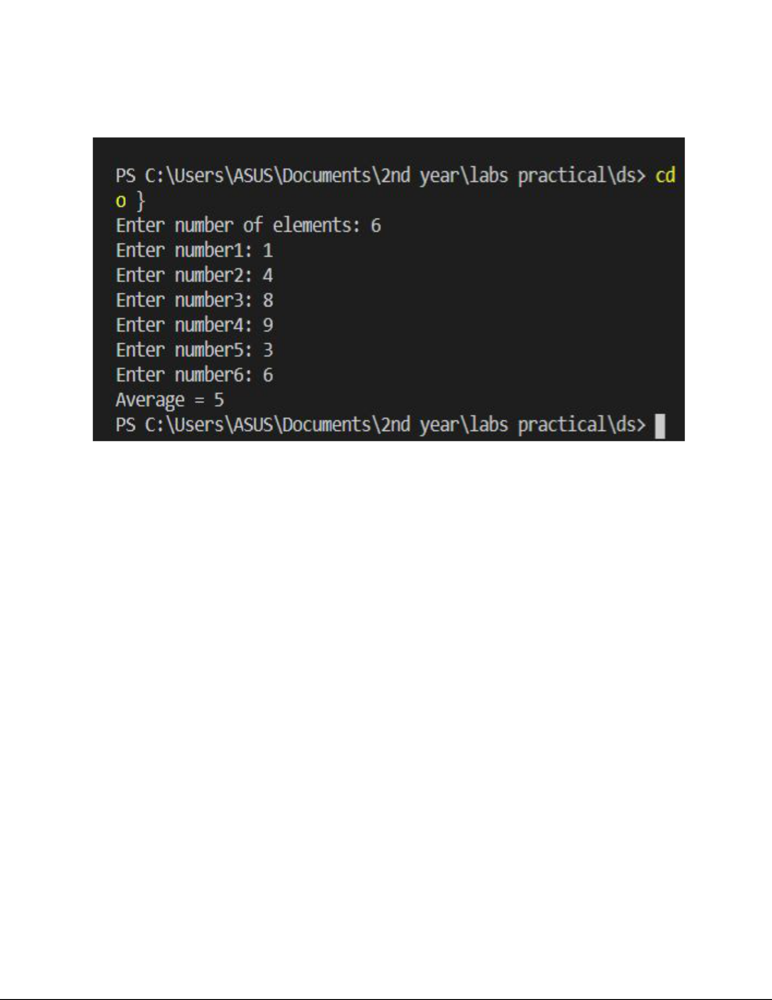 PS C:\Users\ASUS\Documents\2nd year\labs practical\ds> cd
o }
Enter number of elements: 6
Enter number1: 1
Enter number2: 4
Enter number3: 8
Enter number4: 9
Enter number5: 3
Enter number6: 6
Average = 5
PS C:\Users\ASUS\Documents\2nd year\labs practical\ds>